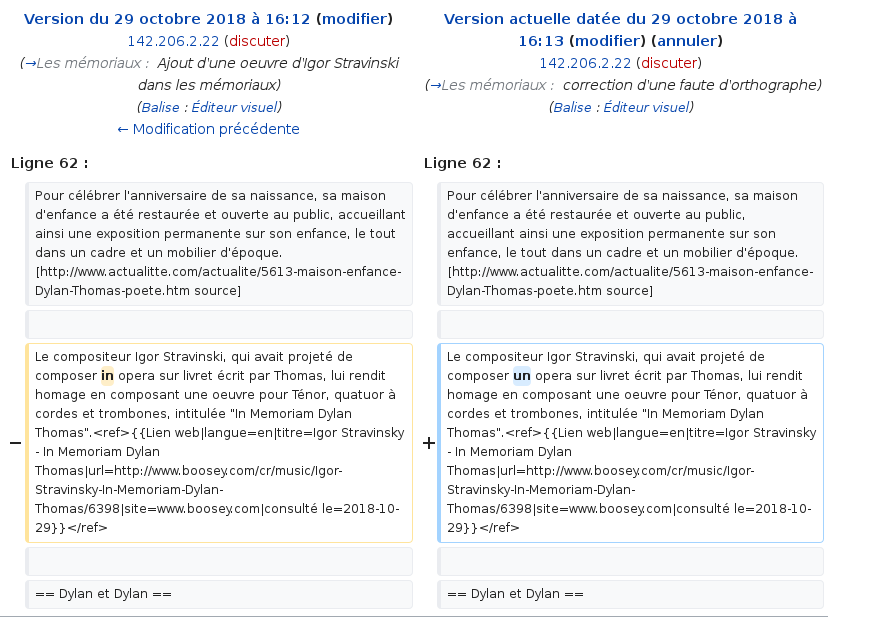 Version du 29 octobre 2018 à 16:12 (modifier)
142.206.2.22 (discuter)
(→Les mémoriaux : Ajout d'une oeuvre d'Igor Stravinski
dans les mémoriaux)
(Balise : Éditeur visuel)
← Modification précédente
Version actuelle datée du 29 octobre 2018 à
16:13 (modifier) (annuler)
142.206.2.22 (discuter)
(→Les mémoriaux : correction d'une faute d'orthographe)
(Balise : Éditeur visuel)
Ligne 62 :
Pour célébrer l'anniversaire de sa naissance, sa maison
d'enfance a été restaurée et ouverte au public, accueillant
ainsi une exposition permanente sur son enfance, le tout
dans un cadre et un mobilier d'époque.
[http://www.actualitte.com/actualite/5613-maison-enfance-
Dylan-Thomas-poete.htm source]
− Le compositeur Igor Stravinski, qui avait projeté de
composer in opera sur livret écrit par Thomas, lui rendit
homage en composant une oeuvre pour Ténor, quatuor à
cordes et trombones, intitulée "In Memoriam Dylan
Thomas".<ref>{{Lien web|langue=en|titre=Igor Stravinsky
- In Memoriam Dylan
Thomas|url=http://www.boosey.com/cr/music/Igor-
Stravinsky-In-Memoriam-Dylan-
Thomas/6398|site=www.boosey.com|consulté le=2018-10-
29}}</ref>
== Dylan et Dylan ==
Ligne 62 :
Pour célébrer l'anniversaire de sa naissance, sa maison
d'enfance a été restaurée et ouverte au public,
accueillant ainsi une exposition permanente sur son
enfance, le tout dans un cadre et un mobilier d'époque.
[http://www.actualitte.com/actualite/5613-maison-enfance-
Dylan-Thomas-poete.htm source]
+ Le compositeur Igor Stravinski, qui avait projeté de
composer un opera sur livret écrit par Thomas, lui rendit
homage en composant une oeuvre pour Ténor, quatuor à
cordes et trombones, intitulée "In Memoriam Dylan
Thomas".<ref>{{Lien web|langue=en|titre=Igor Stravinsky
- In Memoriam Dylan
Thomas|url=http://www.boosey.com/cr/music/Igor-
Stravinsky-In-Memoriam-Dylan-
Thomas/6398|site=www.boosey.com|consulté le=2018-10-
29}}</ref>
== Dylan et Dylan ==